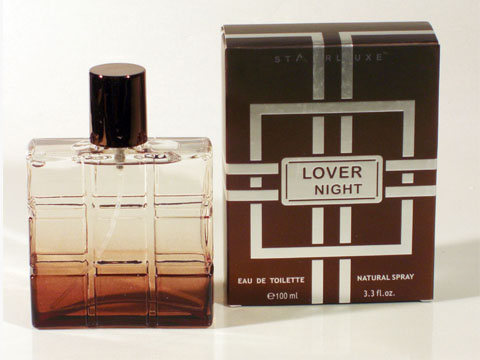 LOVER
NIGHT
EAU DE TOILETTE
NATURAL SPRAY
℮100 ml
3.3 fl.oz.